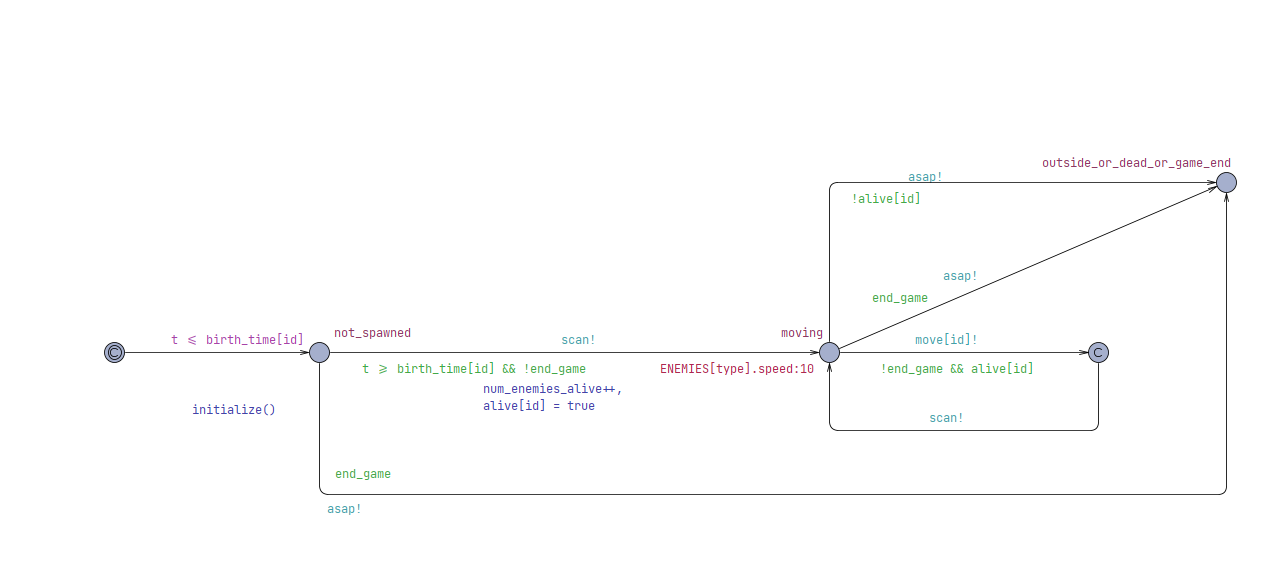 outside_or_dead_or_game_end
asap!
!alive[id]
asap!
end_game
t ⩽ birth_time[id]
not_spawned
scan!
moving
move[id]!
C
C
t ⩾ birth_time[id] && !end_game
ENEMIES[type].speed:10
!end_game && alive[id]
num_enemies_alive++,
alive[id] = true
initialize()
scan!
end_game
asap!